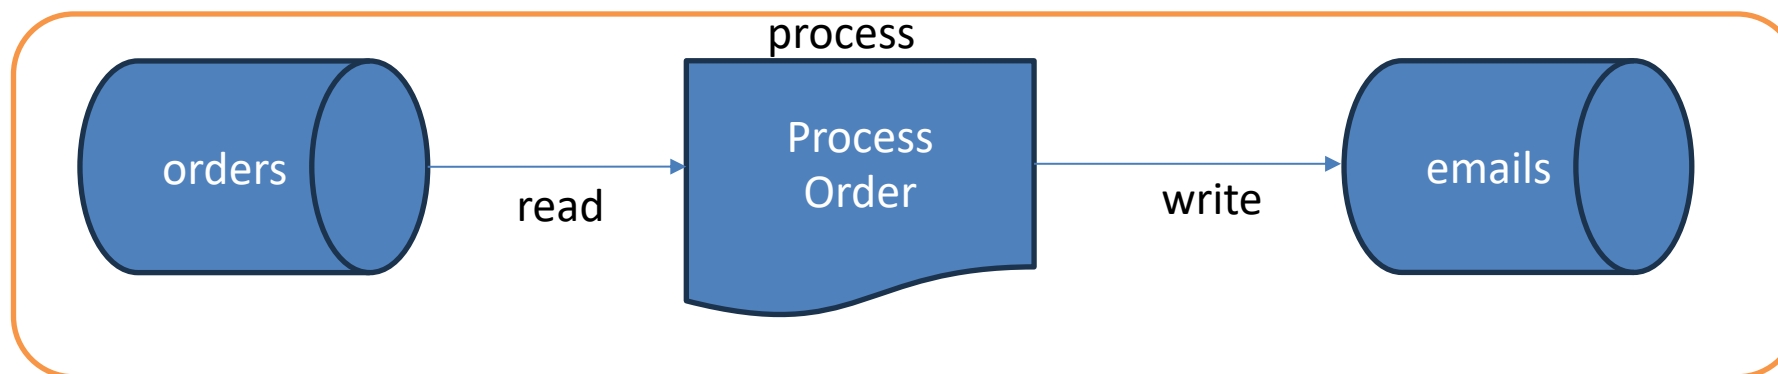 process
orders
read
Process
Order
write
emails